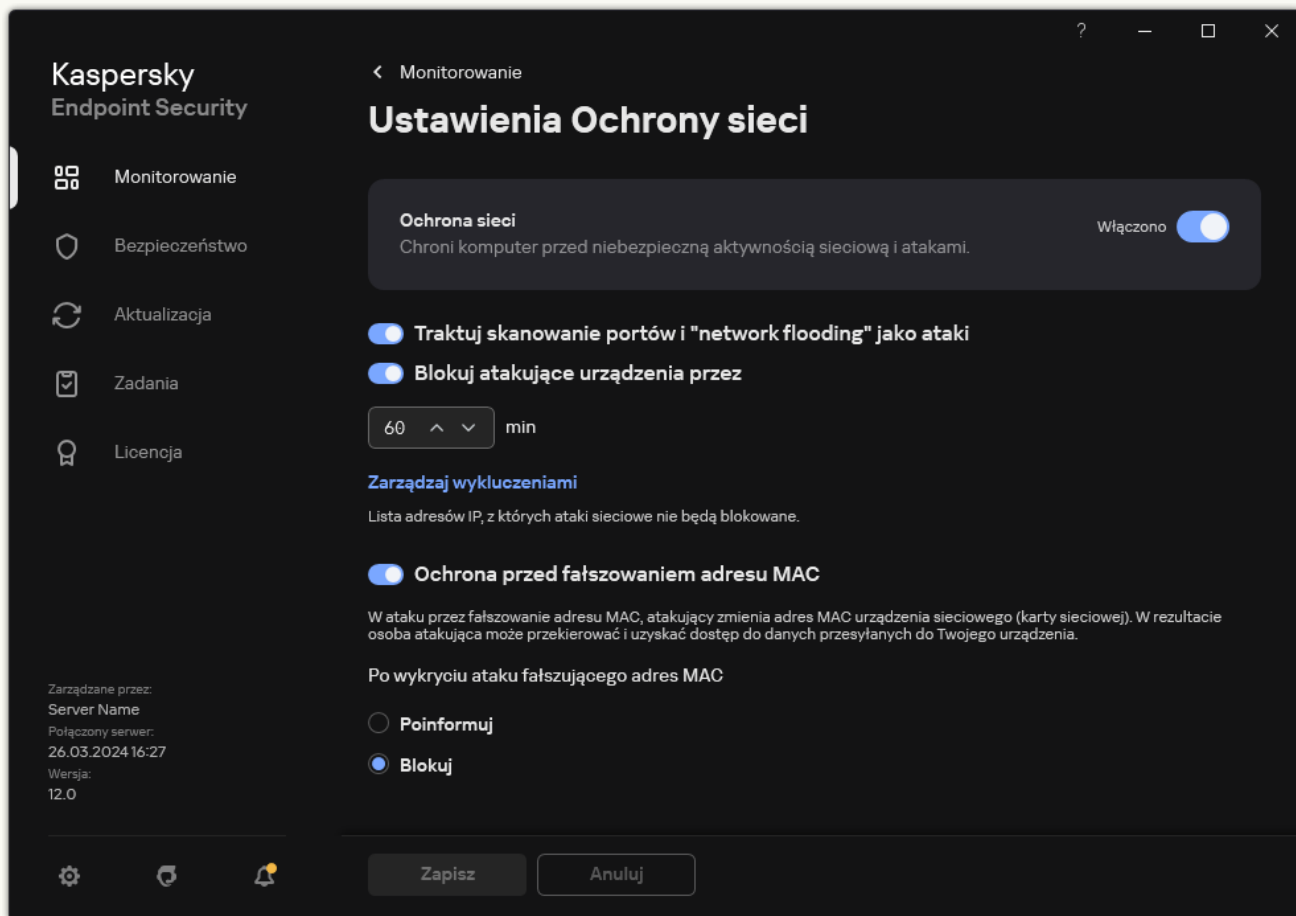 ?
Kaspersky
Endpoint Security
Monitorowanie
Bezpieczeństwo
Aktualizacja
Zadania
Licencja
Zarządzane przez:
Server Name
Połączony serwer:
26.03.2024 16:27
Wersja:
12.0
Monitorowanie
Ustawienia Ochrony sieci
Ochrona sieci
Chroni komputer przed niebezpieczną aktywnością sieciową i atakami.
Włączono
Traktuj skanowanie portów i "network flooding" jako ataki
Blokuj atakujące urządzenia przez
60 min
Zarządzaj wykluczeniami
Lista adresów IP, z których ataki sieciowe nie będą blokowane.
Ochrona przed fałszowaniem adresu MAC
W ataku przez fałszowanie adresu MAC, atakujący zmienia adres MAC urządzenia sieciowego (karty sieciowej). W rezultacie
osoba atakująca może przekierować i uzyskać dostęp do danych przesyłanych do Twojego urządzenia.
Po wykryciu ataku fałszującego adres MAC
Poinformuj
Blokuj
Zapisz
Anuluj